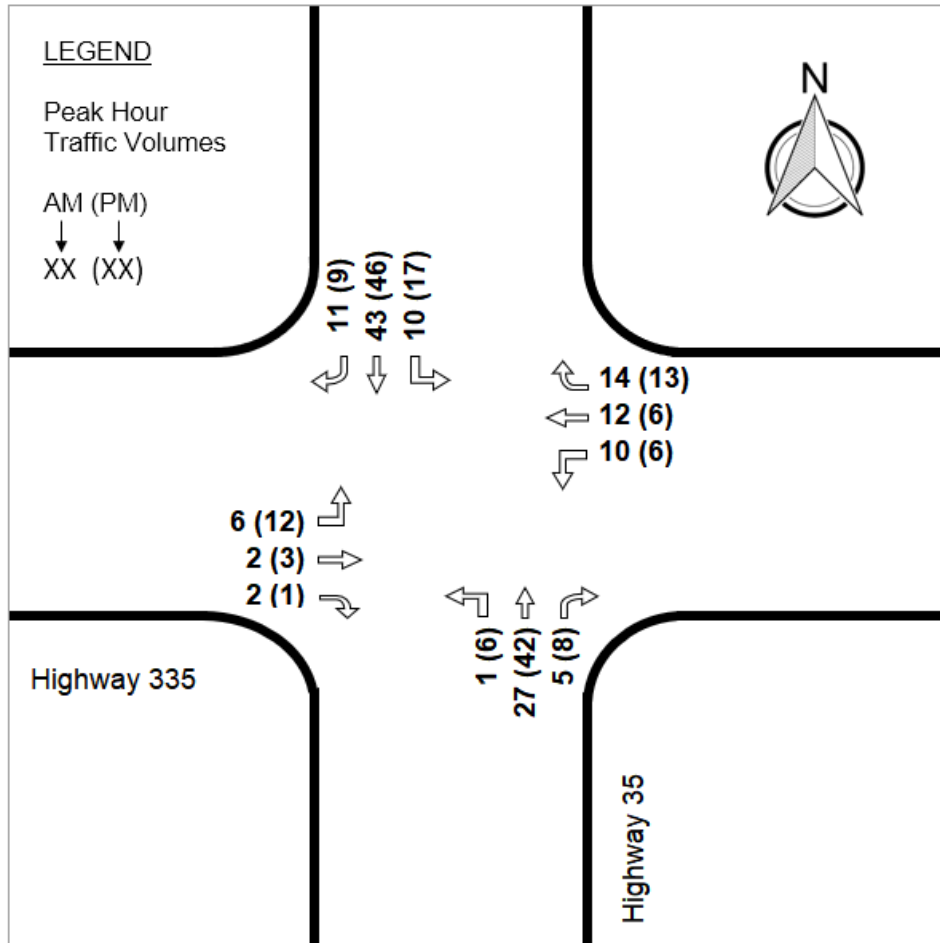 LEGEND
Peak Hour
Traffic Volumes
AM (PM)
XX (XX)
N
11 (9)
43 (46)
10 (17)
14 (13)
12 (6)
10 (6)
6 (12)
2 (3)
2 (1)
1 (6)
27 (42)
5 (8)
Highway 335
Highway 35